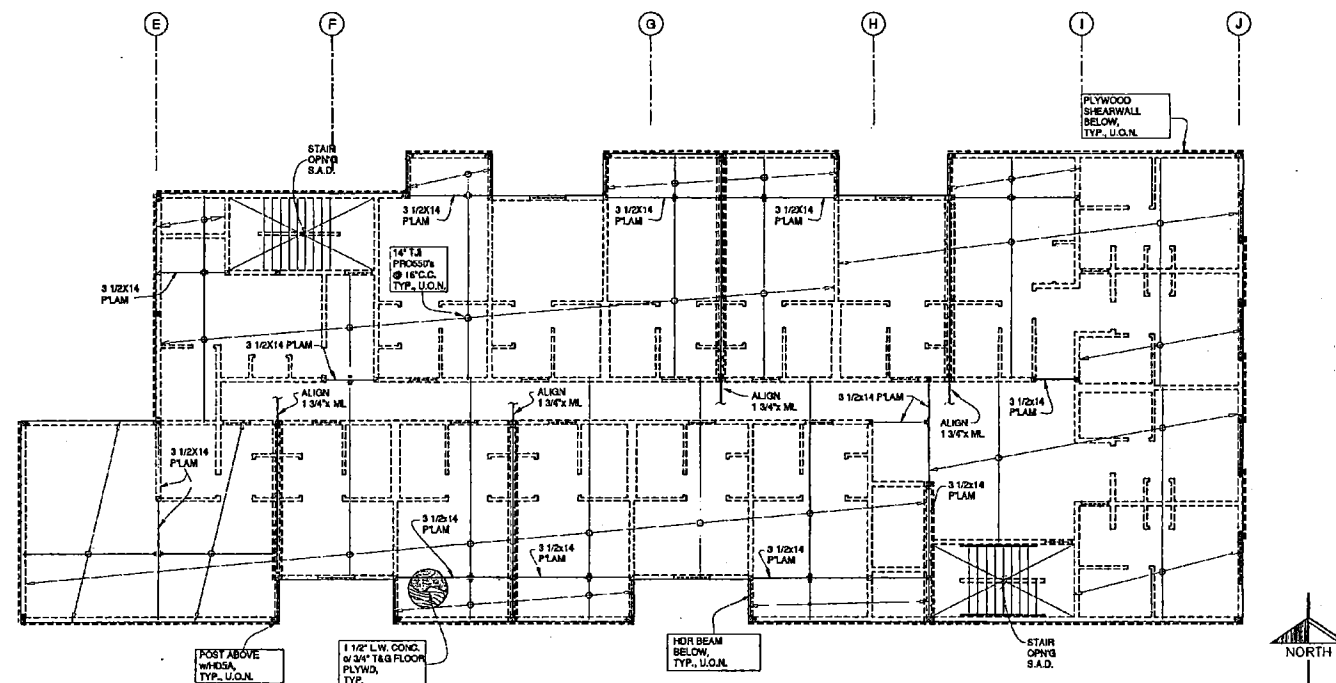 E
F
G
H
I
J
PLYWOOD
SHEARWALL
BELOW,
TYP., U.O.N.
STAIR
OPN'G
S.A.D.
3 1/2X14
P'LAM
3 1/2X14
P'LAM
3 1/2X14
P'LAM
14" TJI
PRO550's
@ 16"C.C.
TYP., U.O.N.
3 1/2X14
P'LAM
3 1/2X14 P'LAM
ALIGN
1 3/4"x ML
ALIGN
1 3/4"x ML
ALIGN
1 3/4"x ML
3 1/2x14 P'LAM
ALIGN
1 3/4"x ML
3 1/2x14
P'LAM
3 1/2X14
P'LAM
3 1/2x14
P'LAM
3 1/2x14
P'LAM
3 1/2x14
P'LAM
3 1/2x14
P'LAM
POST ABOVE
w/HD5A,
TYP., U.O.N.
1 1/2" L.W. CONC.
o/ 3/4" T&G FLOOR
PLYWD,
TYP.
HDR BEAM
BELOW,
TYP., U.O.N.
STAIR
OPN'G
S.A.D.
NORTH